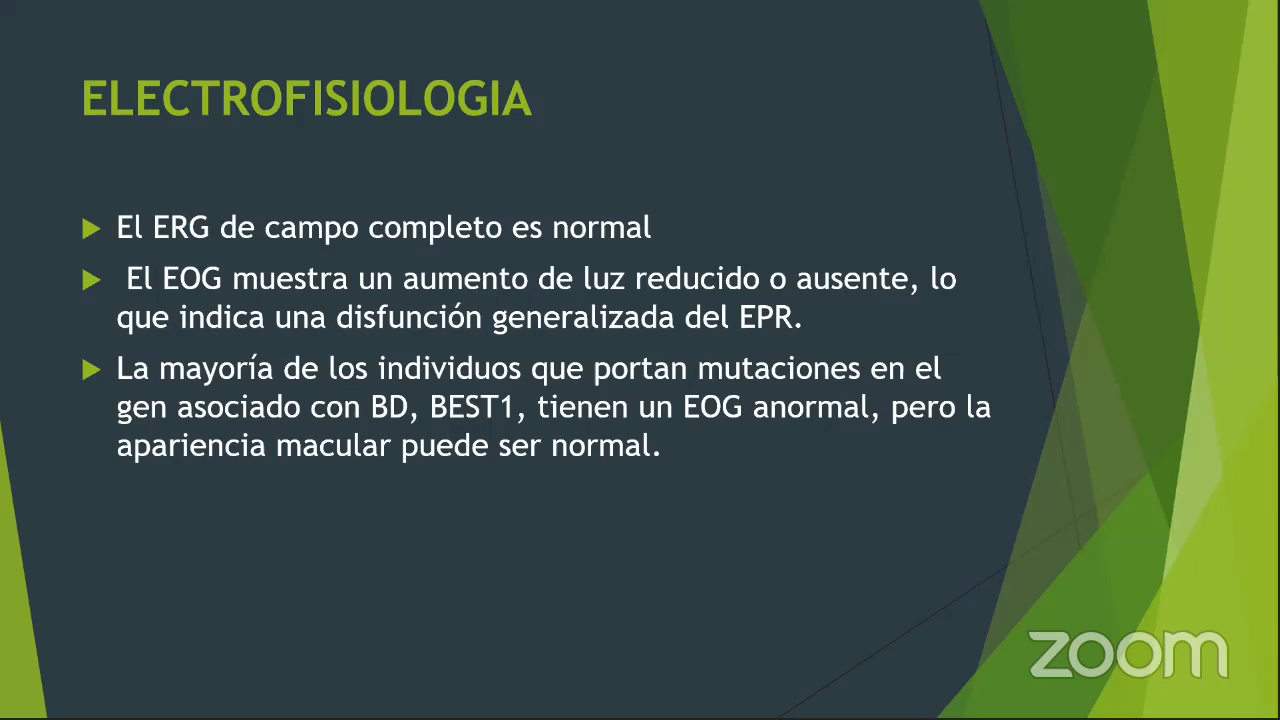 ELECTROFISIOLOGIA
El ERG de campo completo es normal
El EOG muestra un aumento de luz reducido o ausente, lo
que indica una disfunción generalizada del EPR.
La mayoría de los individuos que portan mutaciones en el
gen asociado con BD, BEST1, tienen un EOG anormal, pero la
apariencia macular puede ser normal.
zoom